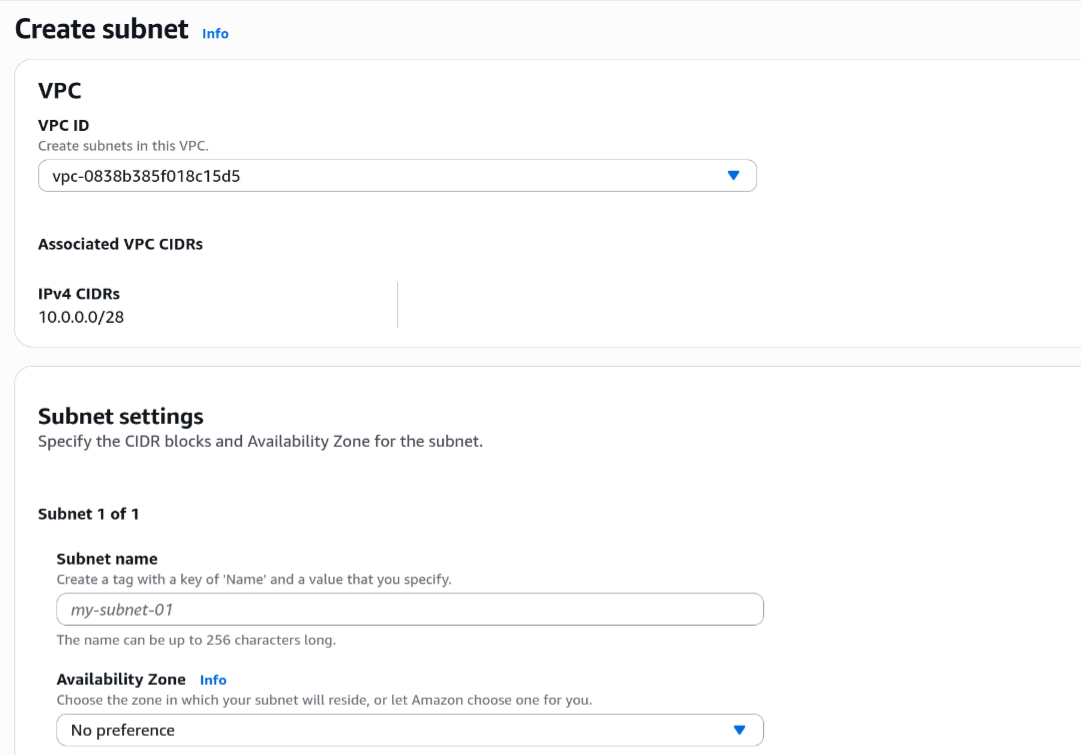 Create subnet Info
VPC
VPC ID
Create subnets in this VPC.
vpc-0838b385f018c15d5
Associated VPC CIDRs
IPv4 CIDRs
10.0.0.0/28
Subnet settings
Specify the CIDR blocks and Availability Zone for the subnet.
Subnet 1 of 1
Subnet name
Create a tag with a key of 'Name' and a value that you specify.
my-subnet-01
The name can be up to 256 characters long.
Availability Zone Info
Choose the zone in which your subnet will reside, or let Amazon choose one for you.
No preference